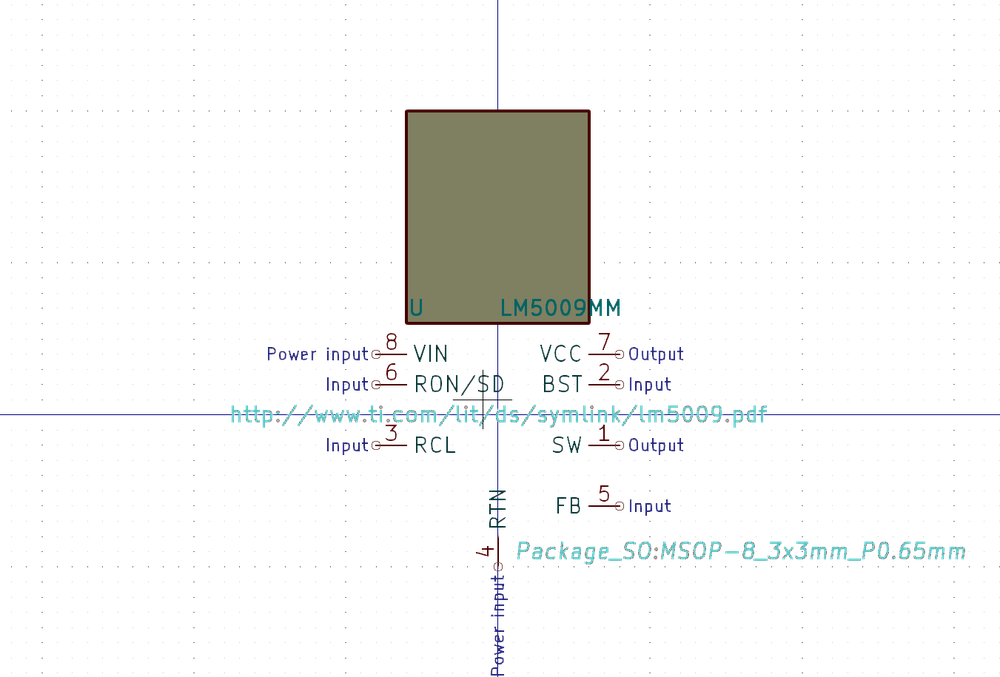 U LM5009MM
Power input 8 VIN VCC 7 Output
Input 6 RON/SD BST 2 Input
http://www.ti.com/lit/ds/symlink/lm5009.pdf
Input 3 RCL SW 1 Output
RTN FB 5 Input
4 Package_SO:MSOP-8_3x3mm_P0.65mm
Power input